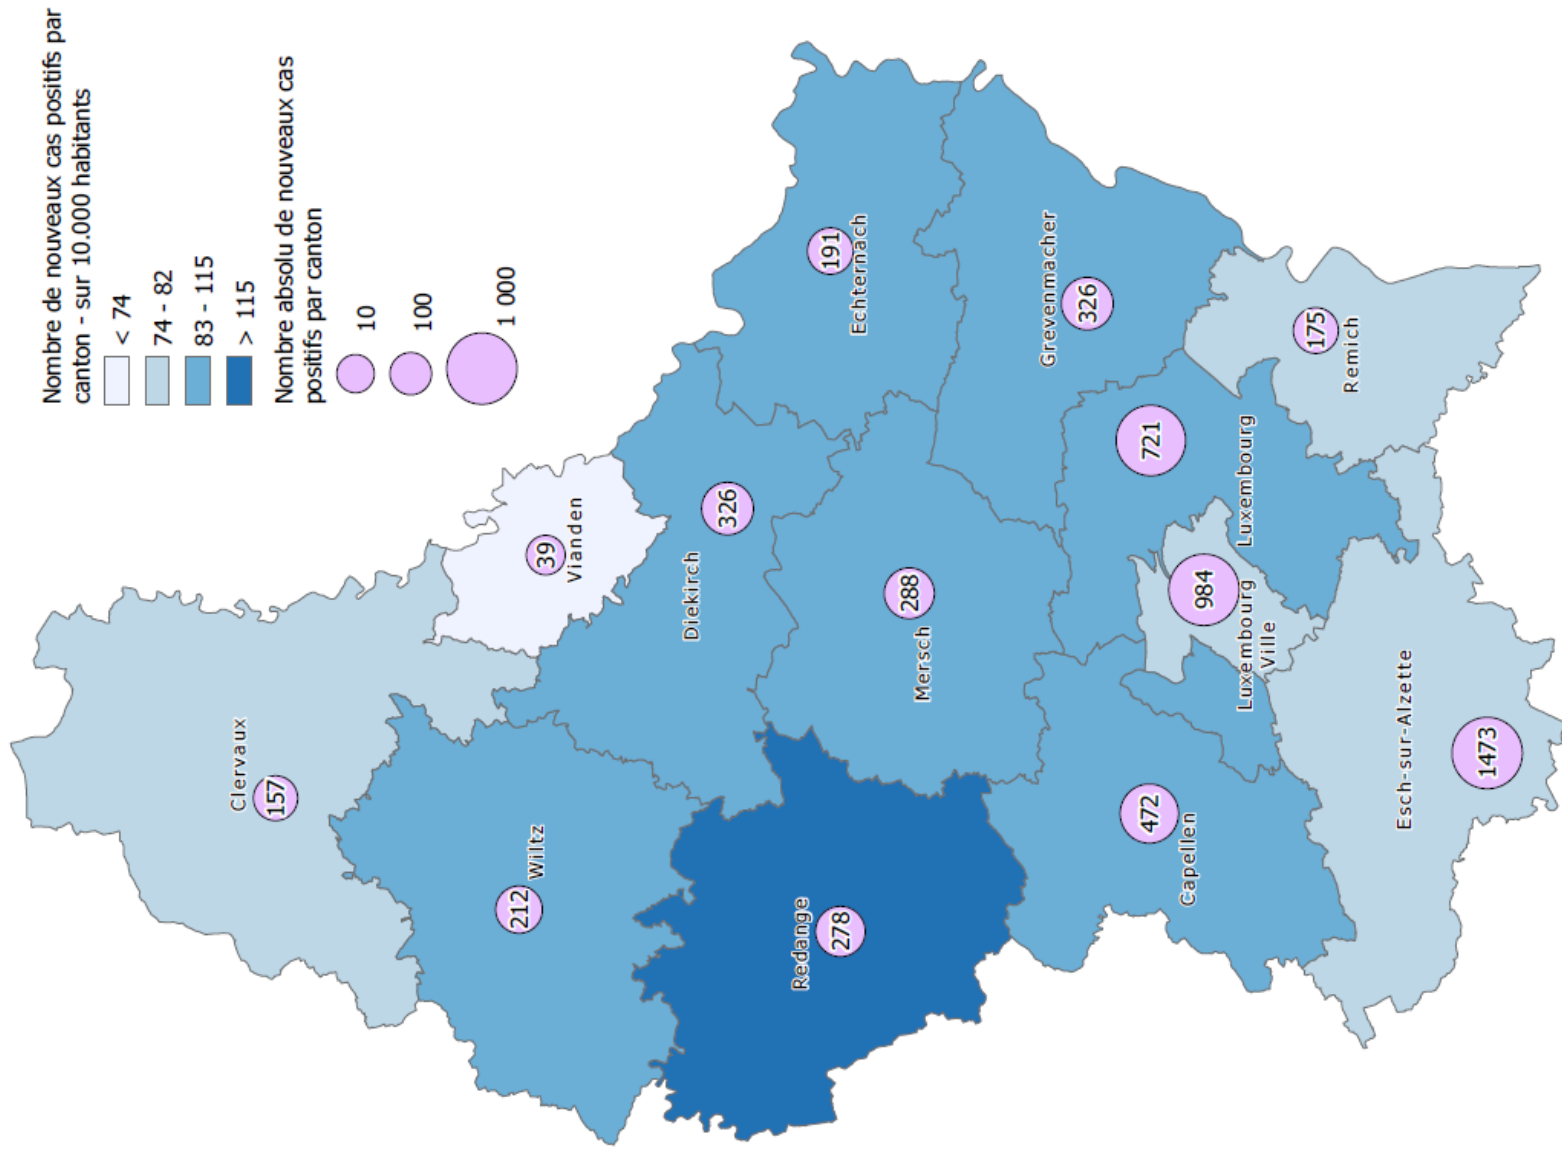 Nombre de nouveaux cas positifs par
canton - sur 10.000 habitants
< 74
74 - 82
83 - 115
> 115
Nombre absolu de nouveaux cas
positifs par canton
10
100
1 000
Clervaux
157
Wiltz
212
Vianden
39
Diekirch
326
Redange
278
Mersch
288
Echternach
191
Grevenmacher
326
Capellen
472
Luxembourg
721
Luxembourg
Ville
984
Remich
175
Esch-sur-Alzette
1473